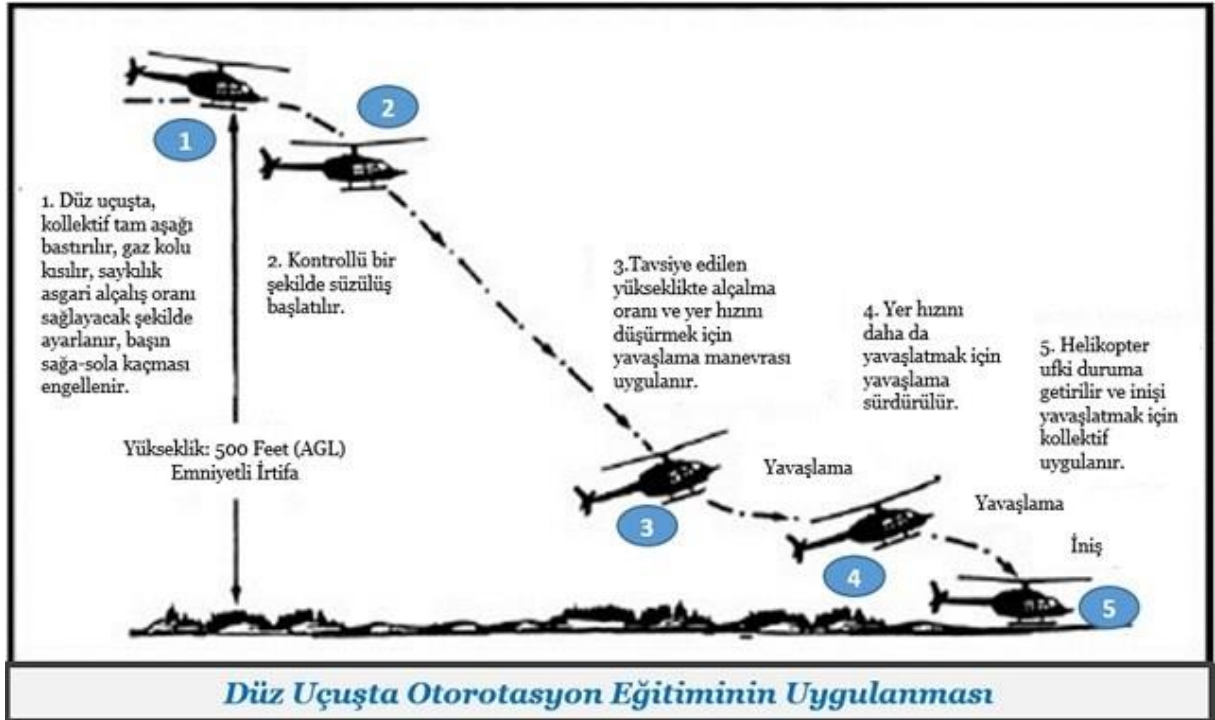 1
2
1. Düz uçuşta,
kollektif tam aşağı
bastırılır, gaz kolu
kısılır, saykılık
asgari alçalış oranı
sağlayacak şekilde
ayarlanır, başın
sağa-sola kaçması
engellenir.
2. Kontrollü bir
şekilde süzülüş
başlatılır.
3.Tavsiye edilen
yükseklikte alçalma
oranı ve yer hızını
düşürmek için
yavaşlama manevrası
uygulanır.
4. Yer hızını
daha da
yavaşlatmak için
yavaşlama
sürdürülür.
5. Helikopter
ufki duruma
getirilir ve inişi
yavaşlatmak için
kollektif
uygulanır.
Yükseklik: 500 Feet (AGL)
Emniyetli İrtifa
Yavaşlama
Yavaşlama
İniş
3
4
5
Düz Uçuşta Otorotasyon Eğitiminin Uygulanması